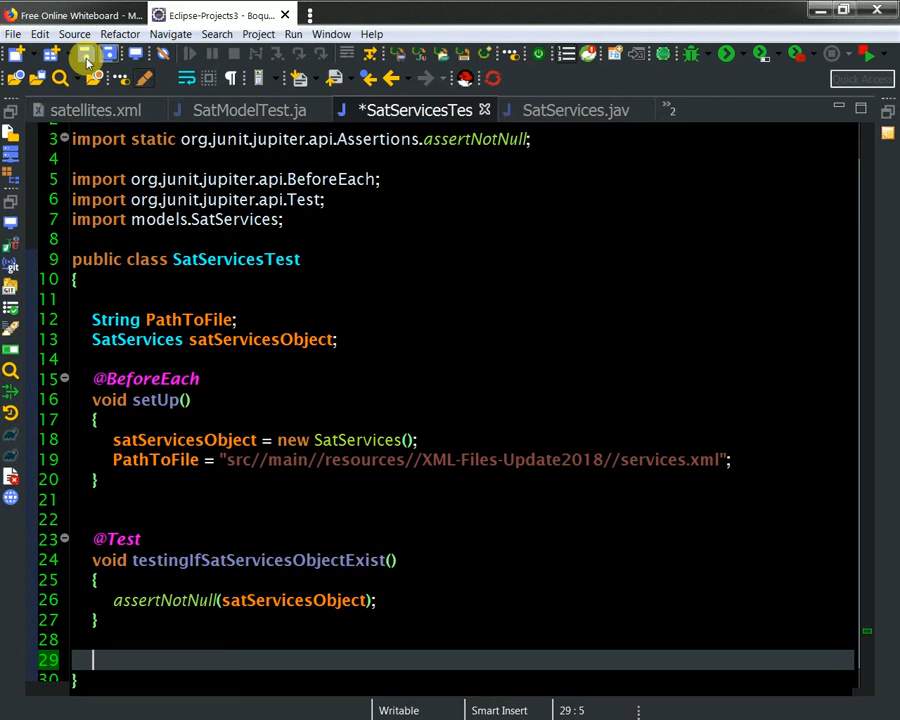 Free Online Whiteboard - M...
Eclipse-Projects3 - Boqu...
File Edit Source Refactor Navigate Search Project Run Window Help
Quick Access
satellites.xml
SatModelTest.ja
*SatServicesTes
SatServices.jav
»2
3 import static org.junit.jupiter.api.Assertions.assertNotNull;
4
5 import org.junit.jupiter.api.BeforeEach;
6 import org.junit.jupiter.api.Test;
7 import models.SatServices;
8
9 public class SatServicesTest
10 {
11
12 String PathToFile;
13 SatServices satServicesObject;
14
15 @BeforeEach
16 void setUp()
17 {
18 satServicesObject = new SatServices();
19 PathToFile = "src//main//resources//XML-Files-Update2018//services.xml";
20 }
21
22
23 @Test
24 void testingIfSatServicesObjectExist()
25 {
26 assertNotNull(satServicesObject);
27 }
28
29
30 }
Writable Smart Insert 29 : 5